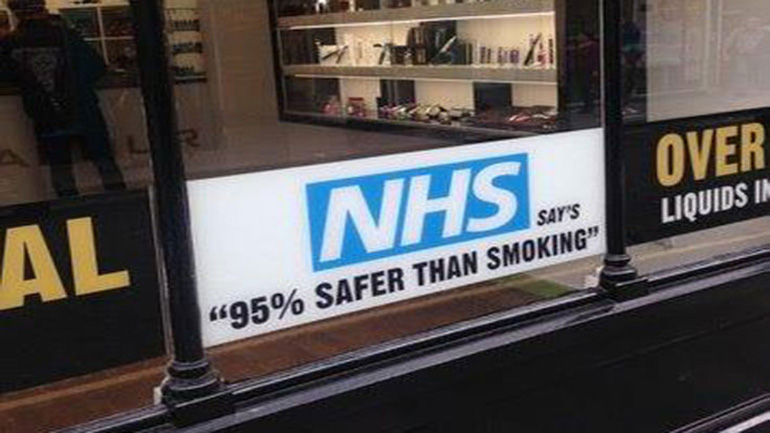 AL
NHS SAY'S
“95% SAFER THAN SMOKING”
OVER
LIQUIDS IN